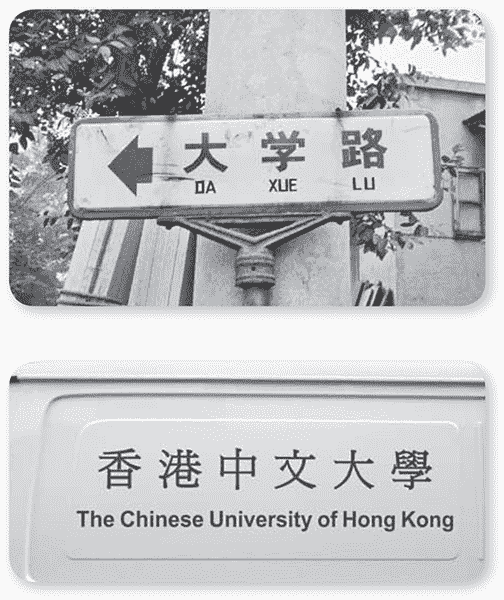 大学路
DA XUE LU
香港中文大學
The Chinese University of Hong Kong